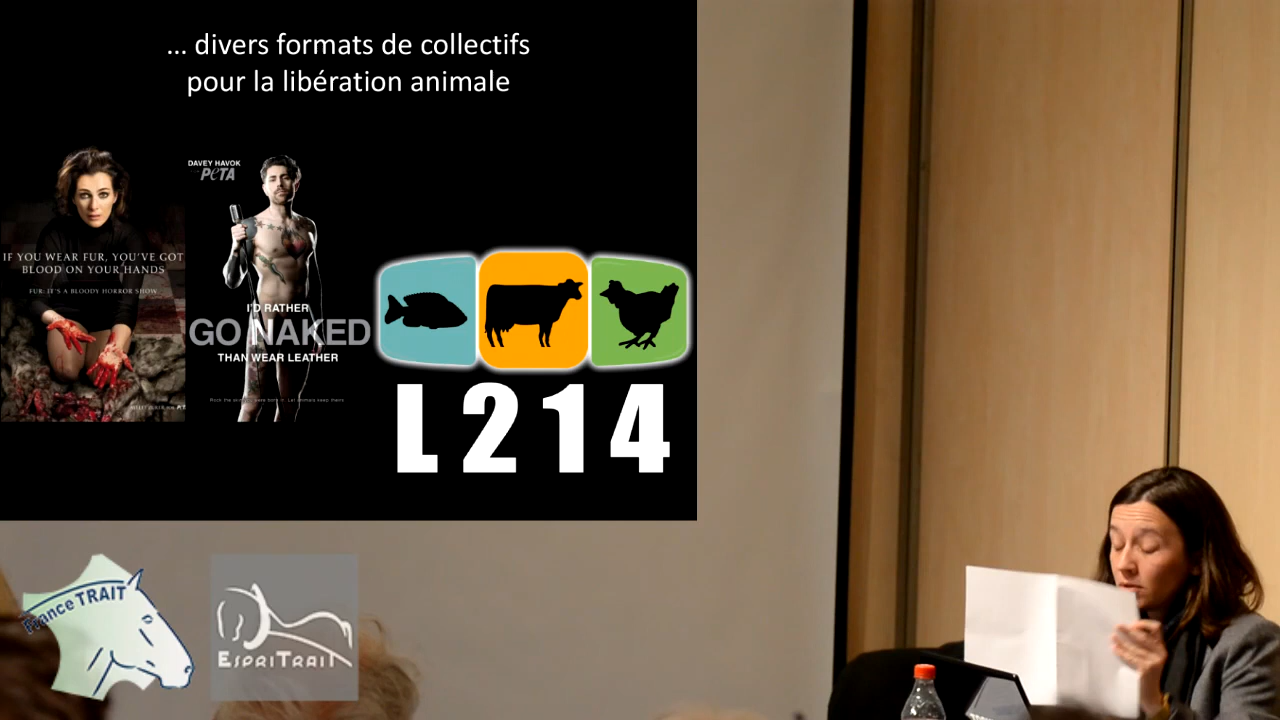 ... divers formats de collectifs
pour la libération animale
IF YOU WEAR FUR, YOU'VE GOT
BLOOD ON YOUR HANDS
FUR: IT'S A BLOODY HORROR SHOW.
DAVEY HAVOK
PETA
I'D RATHER
GO NAKED
THAN WEAR LEATHER
L214
France TRAIT
ESPRITRAIT